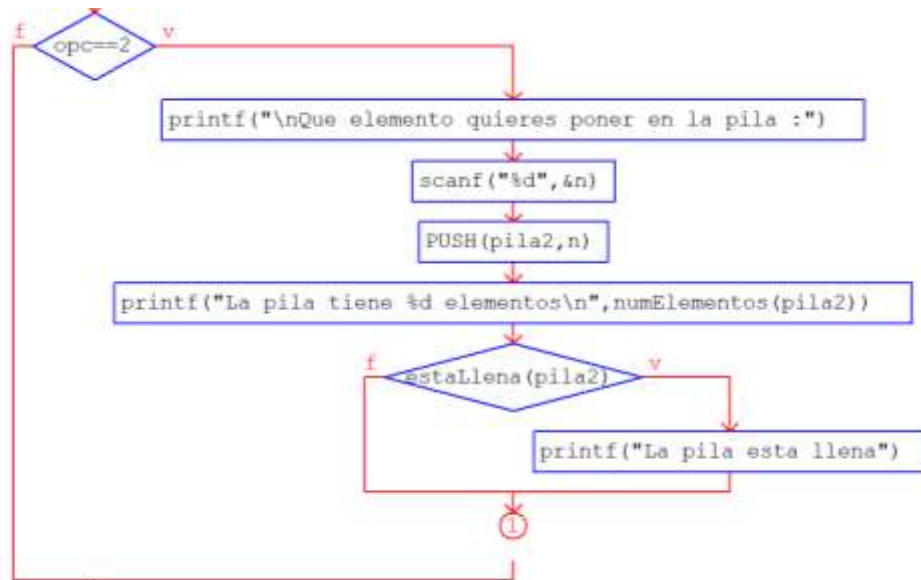 f v
opc==2
printf("\nQue elemento quieres poner en la pila :")
scanf("%d",&n)
PUSH(pila2,n)
printf("La pila tiene %d elementos\n",numElementos(pila2))
f v
estaLlena(pila2)
printf("La pila esta llena")
1